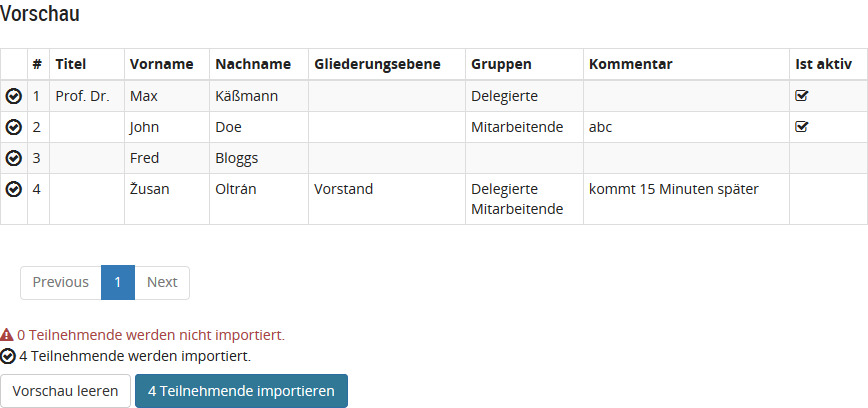 Vorschau
# Titel Vorname Nachname Gliederungsebene Gruppen Kommentar Ist aktiv
1 Prof. Dr. Max Käßmann Delegierte
2 John Doe Mitarbeitende abc
3 Fred Bloggs
4 Žusan Oltrán Vorstand Delegierte kommt 15 Minuten später
Mitarbeitende
Previous 1 Next
0 Teilnehmende werden nicht importiert.
4 Teilnehmende werden importiert.
Vorschau leeren 4 Teilnehmende importieren